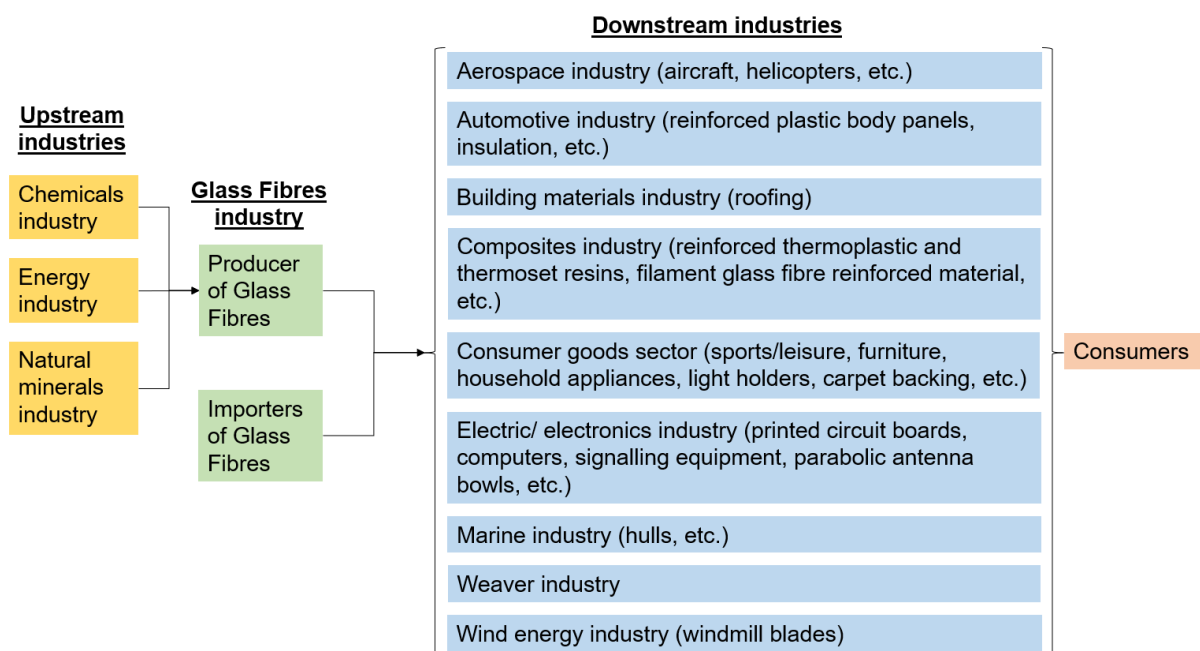 Downstream industries
Upstream
industries
Chemicals
industry
Energy
industry
Natural
minerals
industry
Glass Fibres
industry
Producer
of Glass
Fibres
Importers
of Glass
Fibres
Aerospace industry (aircraft, helicopters, etc.)
Automotive industry (reinforced plastic body panels,
insulation, etc.)
Building materials industry (roofing)
Composites industry (reinforced thermoplastic and
thermoset resins, filament glass fibre reinforced material,
etc.)
Consumer goods sector (sports/leisure, furniture,
household appliances, light holders, carpet backing, etc.)
Electric/ electronics industry (printed circuit boards,
computers, signalling equipment, parabolic antenna
bowls, etc.)
Marine industry (hulls, etc.)
Weaver industry
Wind energy industry (windmill blades)
Consumers